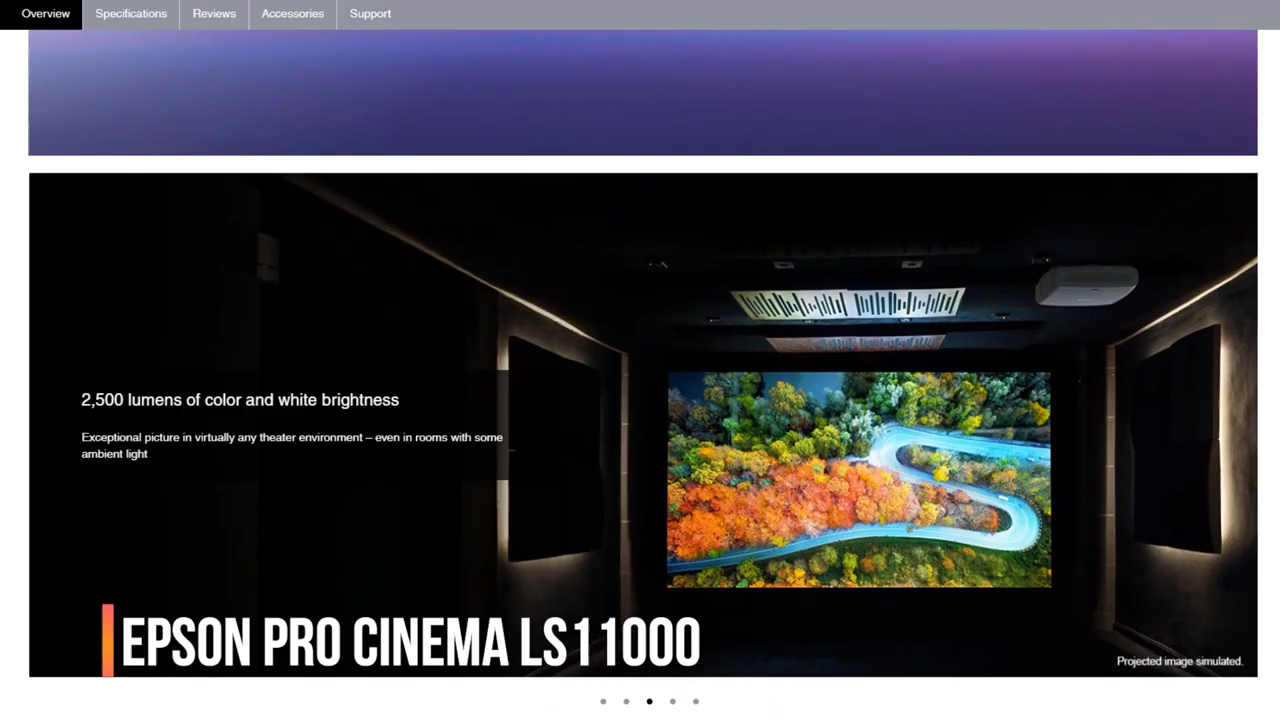 Overview
Specifications
Reviews
Accessories
Support
2,500 lumens of color and white brightness
Exceptional picture in virtually any theater environment – even in rooms with some
ambient light
EPSON PRO CINEMA LS11000
Projected image simulated.